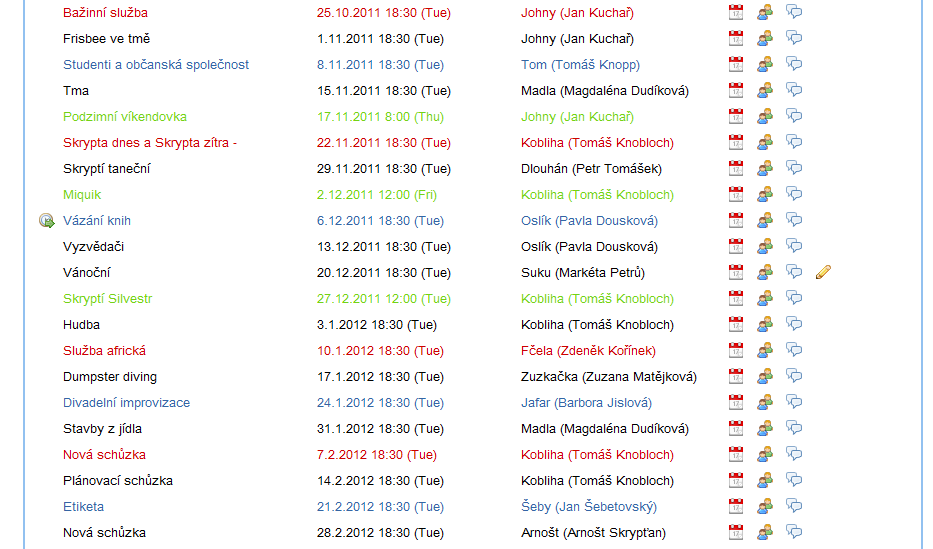 Bažinní služba 25.10.2011 18:30 (Tue) Johny (Jan Kuchař)
Frisbee ve tmě 1.11.2011 18:30 (Tue) Johny (Jan Kuchař)
Studenti a občanská společnost 8.11.2011 18:30 (Tue) Tom (Tomáš Knopp)
Tma 15.11.2011 18:30 (Tue) Madla (Magdaléna Dudíková)
Podzimní víkendovka 17.11.2011 8:00 (Thu) Johny (Jan Kuchař)
Skrypta dnes a Skrypta zítra - 22.11.2011 18:30 (Tue) Kobliha (Tomáš Knobloch)
Skryptí taneční 29.11.2011 18:30 (Tue) Dlouhán (Petr Tomášek)
Miquik 2.12.2011 12:00 (Fri) Kobliha (Tomáš Knobloch)
Vázání knih 6.12.2011 18:30 (Tue) Oslík (Pavla Dousková)
Vyzvědači 13.12.2011 18:30 (Tue) Oslík (Pavla Dousková)
Vánoční 20.12.2011 18:30 (Tue) Suku (Markéta Petrů)
Skryptí Silvestr 27.12.2011 12:00 (Tue) Kobliha (Tomáš Knobloch)
Hudba 3.1.2012 18:30 (Tue) Kobliha (Tomáš Knobloch)
Služba africká 10.1.2012 18:30 (Tue) Fčela (Zdeněk Kořínek)
Dumpster diving 17.1.2012 18:30 (Tue) Zuzkačka (Zuzana Matějková)
Divadelní improvizace 24.1.2012 18:30 (Tue) Jafar (Barbora Jislová)
Stavby z jídla 31.1.2012 18:30 (Tue) Madla (Magdaléna Dudíková)
Nová schůzka 7.2.2012 18:30 (Tue) Kobliha (Tomáš Knobloch)
Plánovací schůzka 14.2.2012 18:30 (Tue) Kobliha (Tomáš Knobloch)
Etiketa 21.2.2012 18:30 (Tue) Šeby (Jan Šebetovský)
Nová schůzka 28.2.2012 18:30 (Tue) Arnošt (Arnošt Skrypťan)